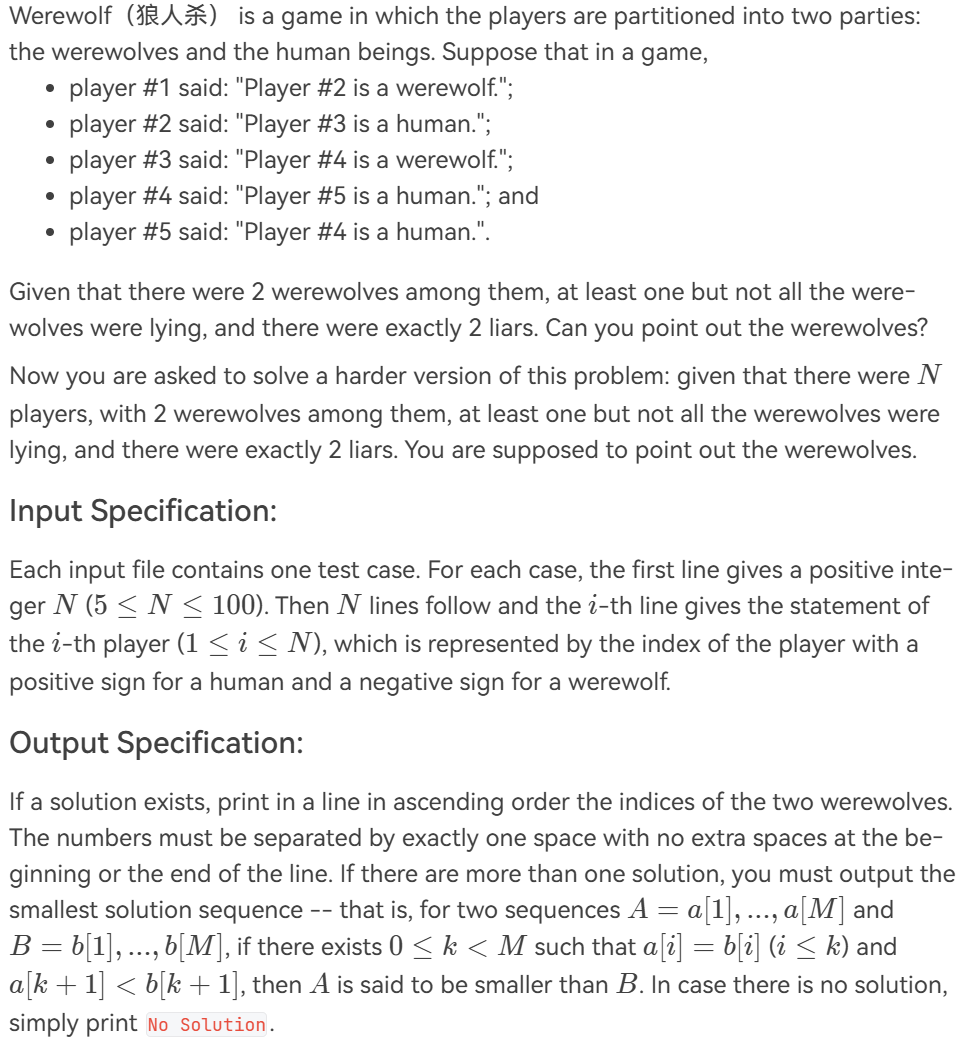 Werewolf（狼人杀） is a game in which the players are partitioned into two parties:
the werewolves and the human beings. Suppose that in a game,
• player #1 said: "Player #2 is a werewolf.";
• player #2 said: "Player #3 is a human.";
• player #3 said: "Player #4 is a werewolf.";
• player #4 said: "Player #5 is a human."; and
• player #5 said: "Player #4 is a human.".
Given that there were 2 werewolves among them, at least one but not all the were-
wolves were lying, and there were exactly 2 liars. Can you point out the werewolves?
Now you are asked to solve a harder version of this problem: given that there were N
players, with 2 werewolves among them, at least one but not all the werewolves were
lying, and there were exactly 2 liars. You are supposed to point out the werewolves.
Input Specification:
Each input file contains one test case. For each case, the first line gives a positive inte-
ger N (5 ≤ N ≤ 100). Then N lines follow and the i-th line gives the statement of
the i-th player (1 ≤ i ≤ N), which is represented by the index of the player with a
positive sign for a human and a negative sign for a werewolf.
Output Specification:
If a solution exists, print in a line in ascending order the indices of the two werewolves.
The numbers must be separated by exactly one space with no extra spaces at the be-
ginning or the end of the line. If there are more than one solution, you must output the
smallest solution sequence -- that is, for two sequences A = a[1], ..., a[M] and
B = b[1], ..., b[M], if there exists 0 ≤ k < M such that a[i] = b[i] (i ≤ k) and
a[k + 1] < b[k + 1], then A is said to be smaller than B. In case there is no solution,
simply print No Solution.